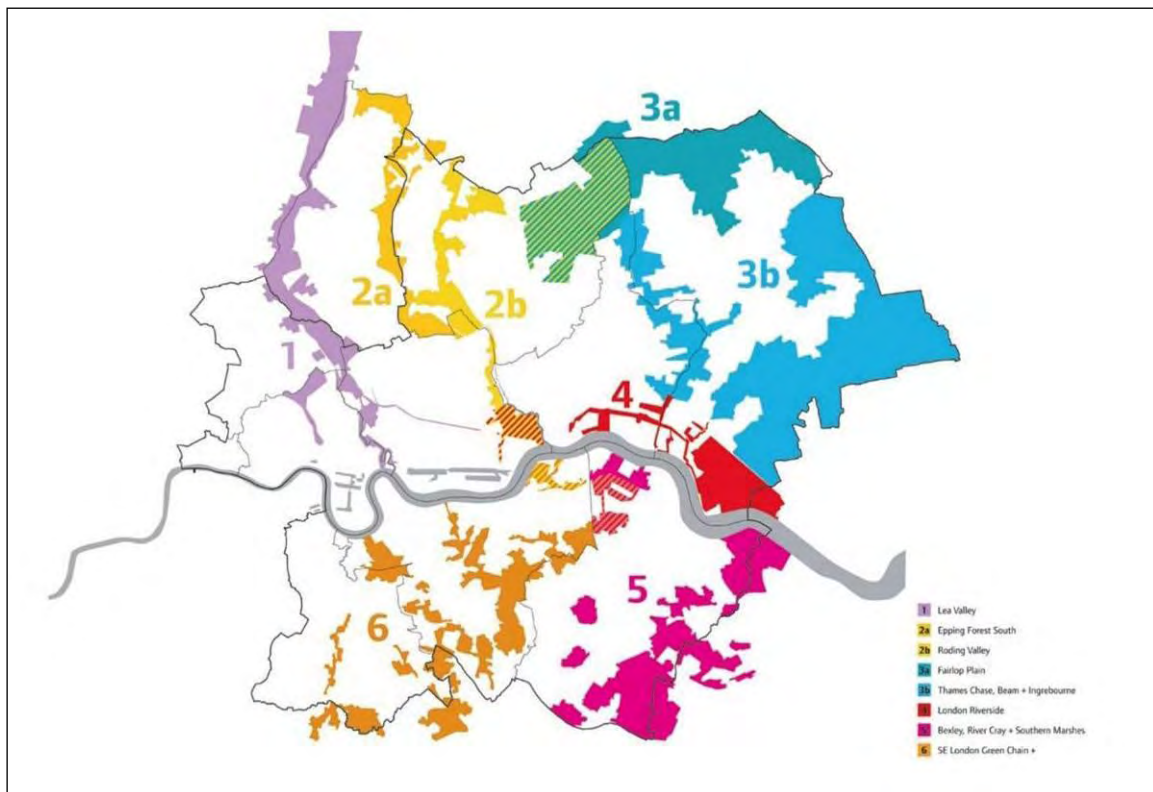 3a
3b
2a
2b
1
4
5
6
1 Lea Valley
2a Epping Forest South
2b Roding Valley
3a Fairlop Plain
3b Thames Chase, Beam + Ingrebourne
4 London Riverside
5 Bexley, River Cray + Southern Marshes
6 SE London Green Chain +